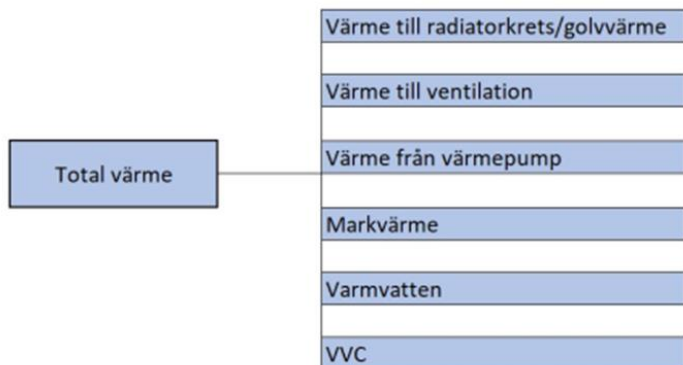 Värme till radiatorkrets/golvvärme
Värme till ventilation
Total värme
Värme från värmepump
Markvärme
Varmvatten
VVC